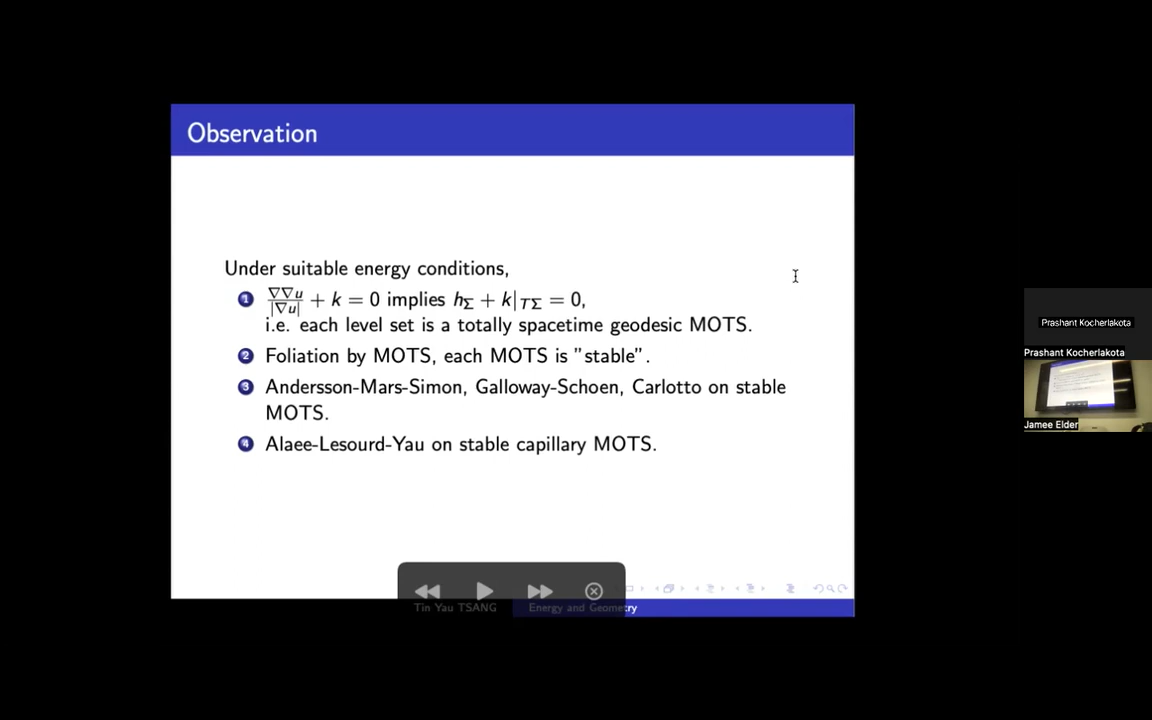 Observation
Under suitable energy conditions,
1 ∇∇u/|∇u| + k = 0 implies h_Σ + k|_TΣ = 0,
i.e. each level set is a totally spacetime geodesic MOTS.
2 Foliation by MOTS, each MOTS is "stable".
3 Andersson-Mars-Simon, Galloway-Schoen, Carlotto on stable
MOTS.
4 Alaee-Lesourd-Yau on stable capillary MOTS.
Tin Yau TSANG
Energy and Geometry
Prashant Kocherlakota
Prashant Kocherlakota
Jamee Elder